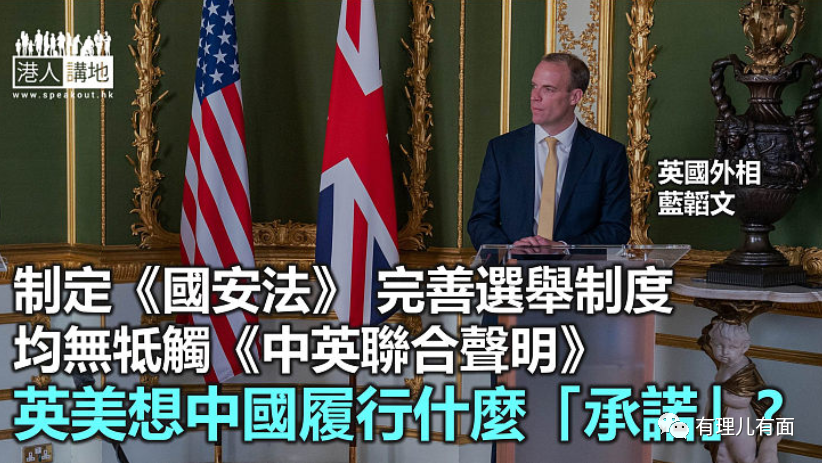 港人講地
www.speakout.hk
英國外相
藍韜文
制定《國安法》 完善選舉制度
均無牴觸《中英聯合聲明》
英美想中國履行什麼「承諾」?
有理儿有面